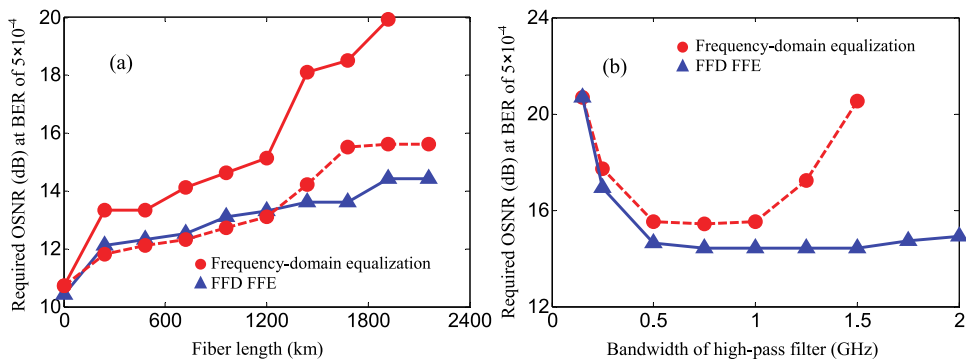 Required OSNR (dB) at BER of 5×10⁻⁴
20
18
16
14
12
10
(a)
Frequency-domain equalization
FFD FFE
0
600
1200
1800
2400
Fiber length (km)
Required OSNR (dB) at BER of 5×10⁻⁴
24
20
16
12
(b)
Frequency-domain equalization
FFD FFE
0
0.5
1.0
1.5
2
Bandwidth of high-pass filter (GHz)